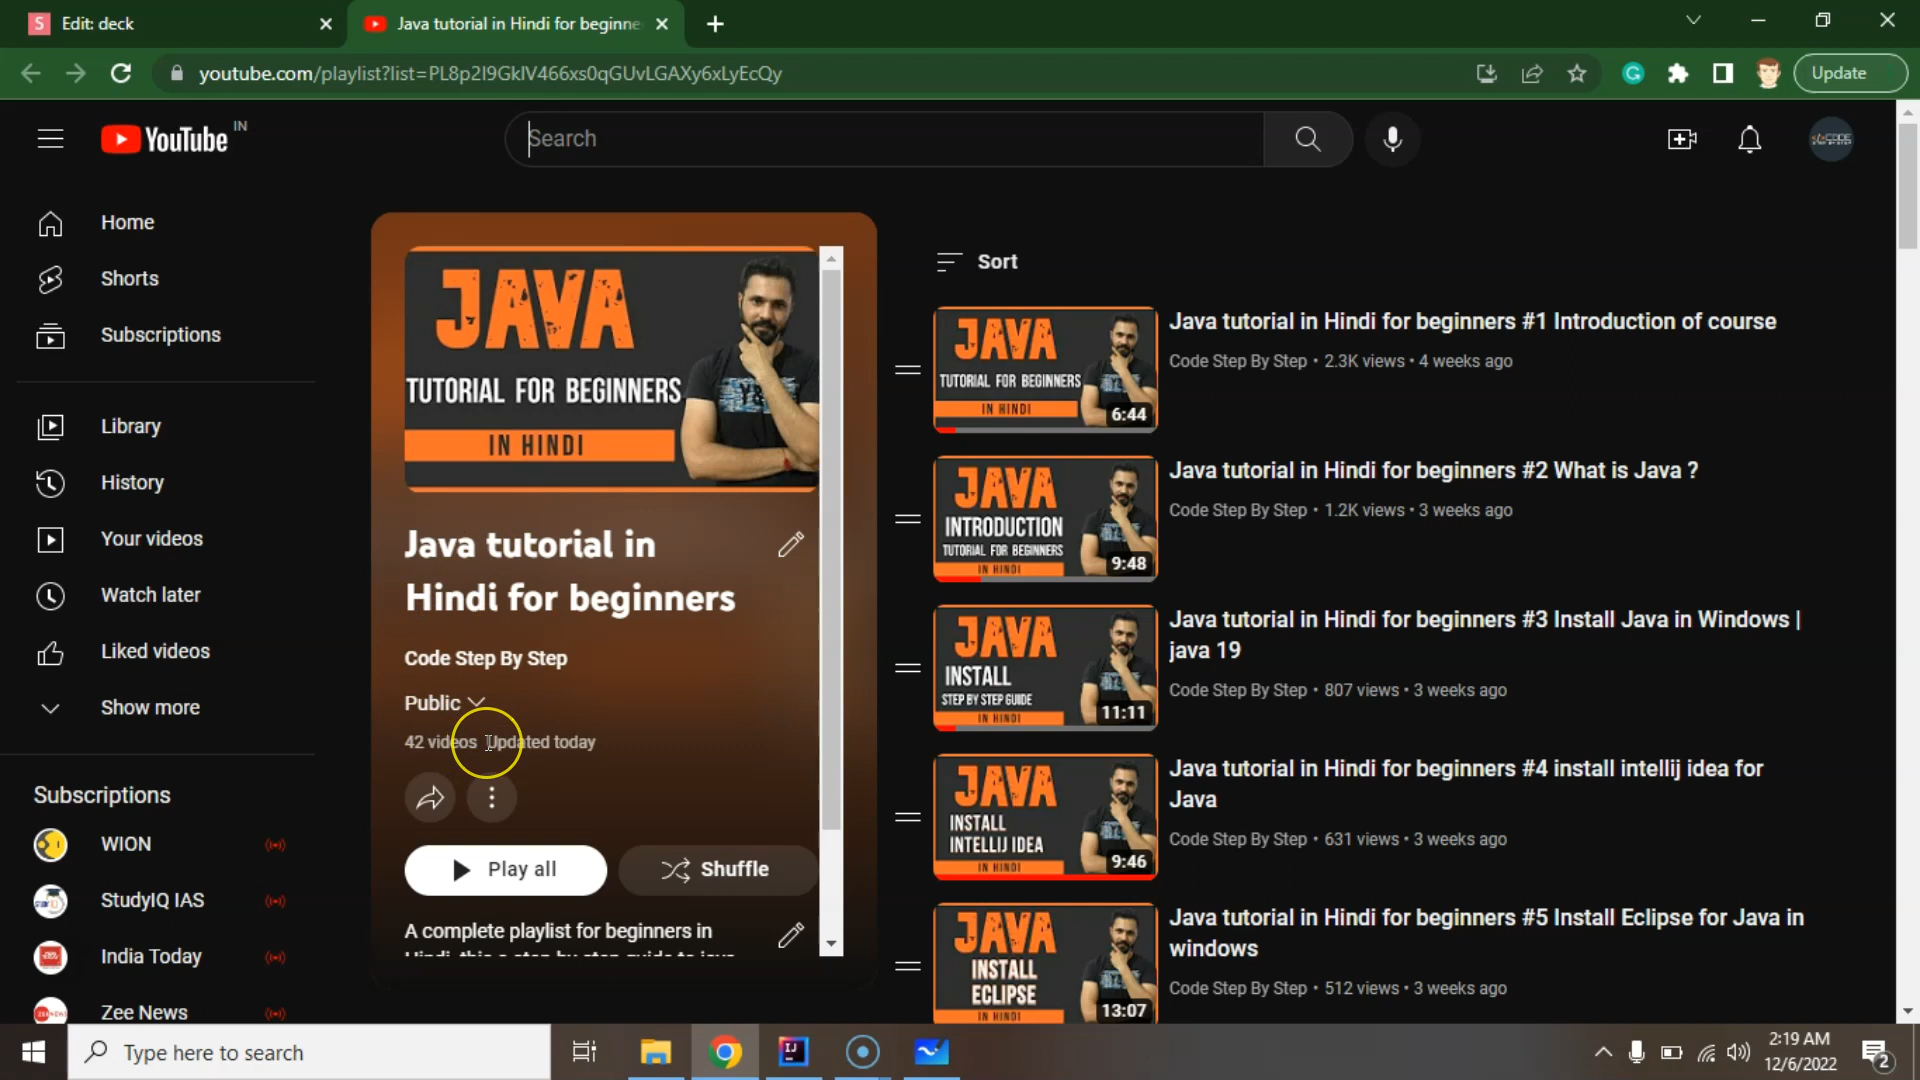 Edit: deck
Java tutorial in Hindi for beginne
youtube.com/playlist?list=PL8p2I9GklV466xs0qGUvLGAXy6xLyEcQy
Update
YouTube IN
Search
Home
Shorts
Subscriptions
Library
History
Your videos
Watch later
Liked videos
Show more
Subscriptions
WION
StudyIQ IAS
India Today
Zee News
JAVA
TUTORIAL FOR BEGINNERS
IN HINDI
Java tutorial in
Hindi for beginners
Code Step By Step
Public
42 videos Updated today
Play all
Shuffle
A complete playlist for beginners in
Sort
JAVA
TUTORIAL FOR BEGINNERS
IN HINDI
6:44
Java tutorial in Hindi for beginners #1 Introduction of course
Code Step By Step • 2.3K views • 4 weeks ago
JAVA
INTRODUCTION
TUTORIAL FOR BEGINNERS
IN HINDI
9:48
Java tutorial in Hindi for beginners #2 What is Java ?
Code Step By Step • 1.2K views • 3 weeks ago
JAVA
INSTALL
STEP BY STEP GUIDE
IN HINDI
11:11
Java tutorial in Hindi for beginners #3 Install Java in Windows |
java 19
Code Step By Step • 807 views • 3 weeks ago
JAVA
INSTALL
INTELLIJ IDEA
IN HINDI
9:46
Java tutorial in Hindi for beginners #4 install intellij idea for
Java
Code Step By Step • 631 views • 3 weeks ago
JAVA
INSTALL
ECLIPSE
IN HINDI
13:07
Java tutorial in Hindi for beginners #5 Install Eclipse for Java in
windows
Code Step By Step • 512 views • 3 weeks ago
Type here to search
2:19 AM
12/6/2022
2